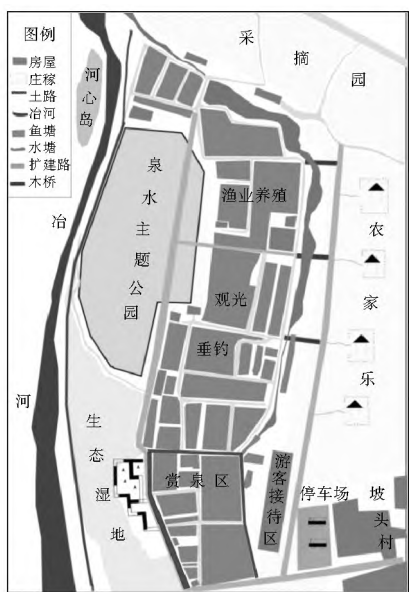 图例
房屋
庄稼
土路
冶河
鱼塘
水塘
扩建路
木桥
河心岛
采摘园
泉水主题公园
渔业养殖
农家乐
冶河
观光
垂钓
生态湿地
赏泉区
游客接待区
停车场
坡头村